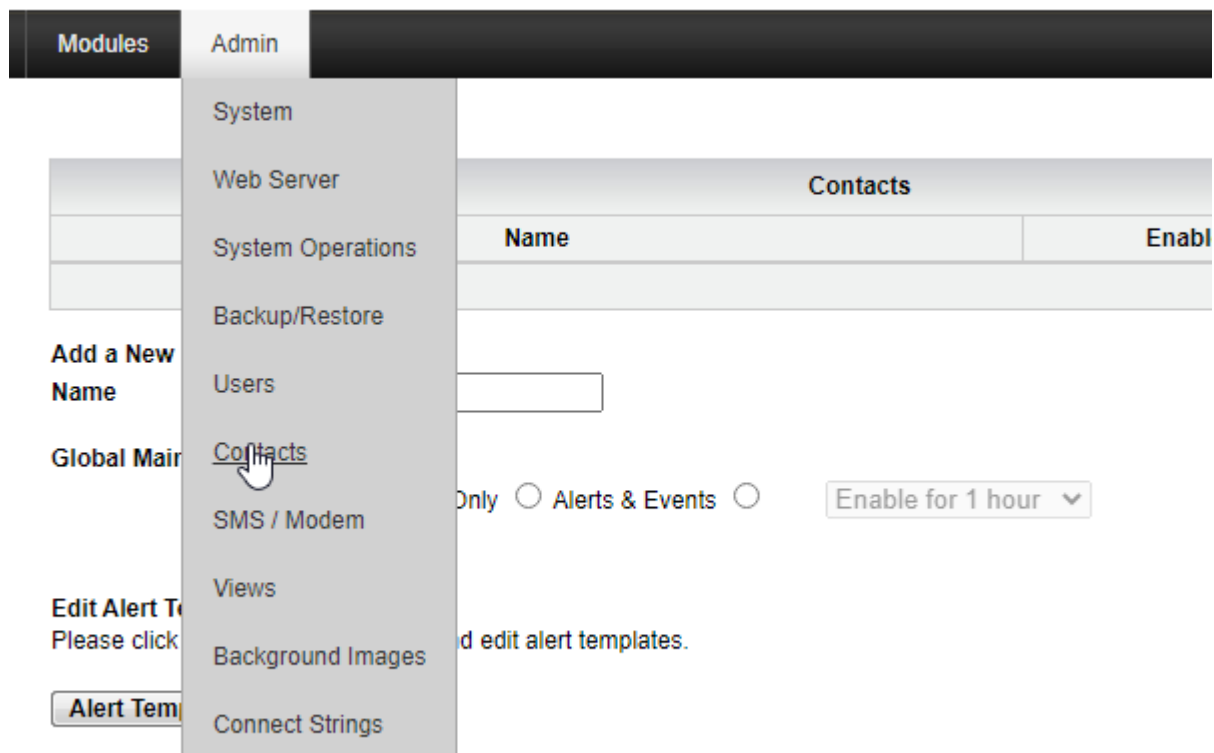 Modules Admin
System
Web Server
Contacts
Name Enabl
System Operations
Backup/Restore
Add a New
Users
Name
Contacts
Global Main
Only Alerts & Events Enable for 1 hour
SMS / Modem
Views
Edit Alert Te
Please click d edit alert templates.
Background Images
Alert Temp
Connect Strings